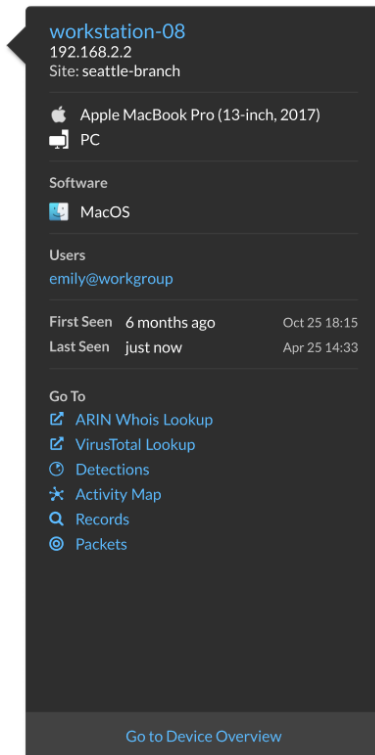 workstation-08
192.168.2.2
Site: seattle-branch
Apple MacBook Pro (13-inch, 2017)
PC
Software
MacOS
Users
emily@workgroup
First Seen 6 months ago Oct 25 18:15
Last Seen just now Apr 25 14:33
Go To
ARIN Whois Lookup
VirusTotal Lookup
Detections
Activity Map
Records
Packets
Go to Device Overview